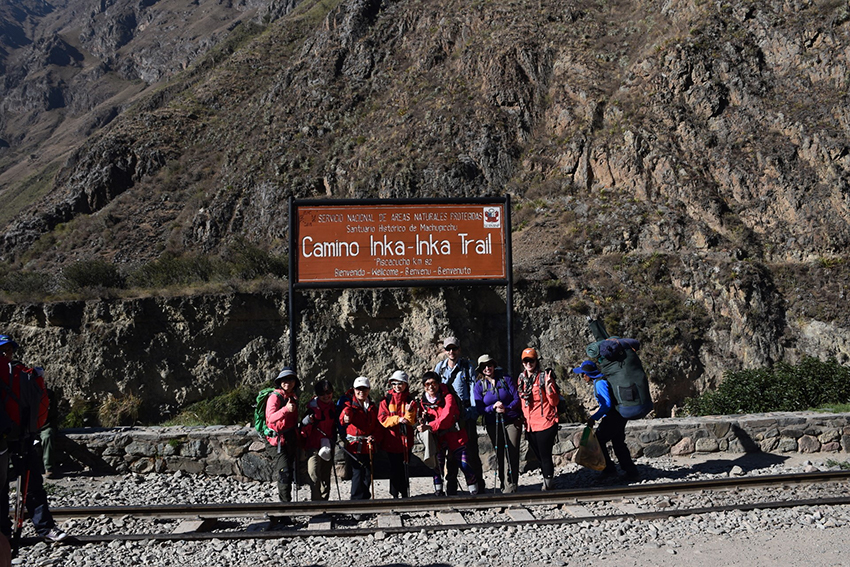 SERVICIO NACIONAL DE AREAS NATURALES PROTEGIDAS
Santuario Histórico de Machupicchu
Camino Inka-Inka Trail
"Piscacucho Km 82
Bienvenido-Welcome-Bienvenu-Benvenuto